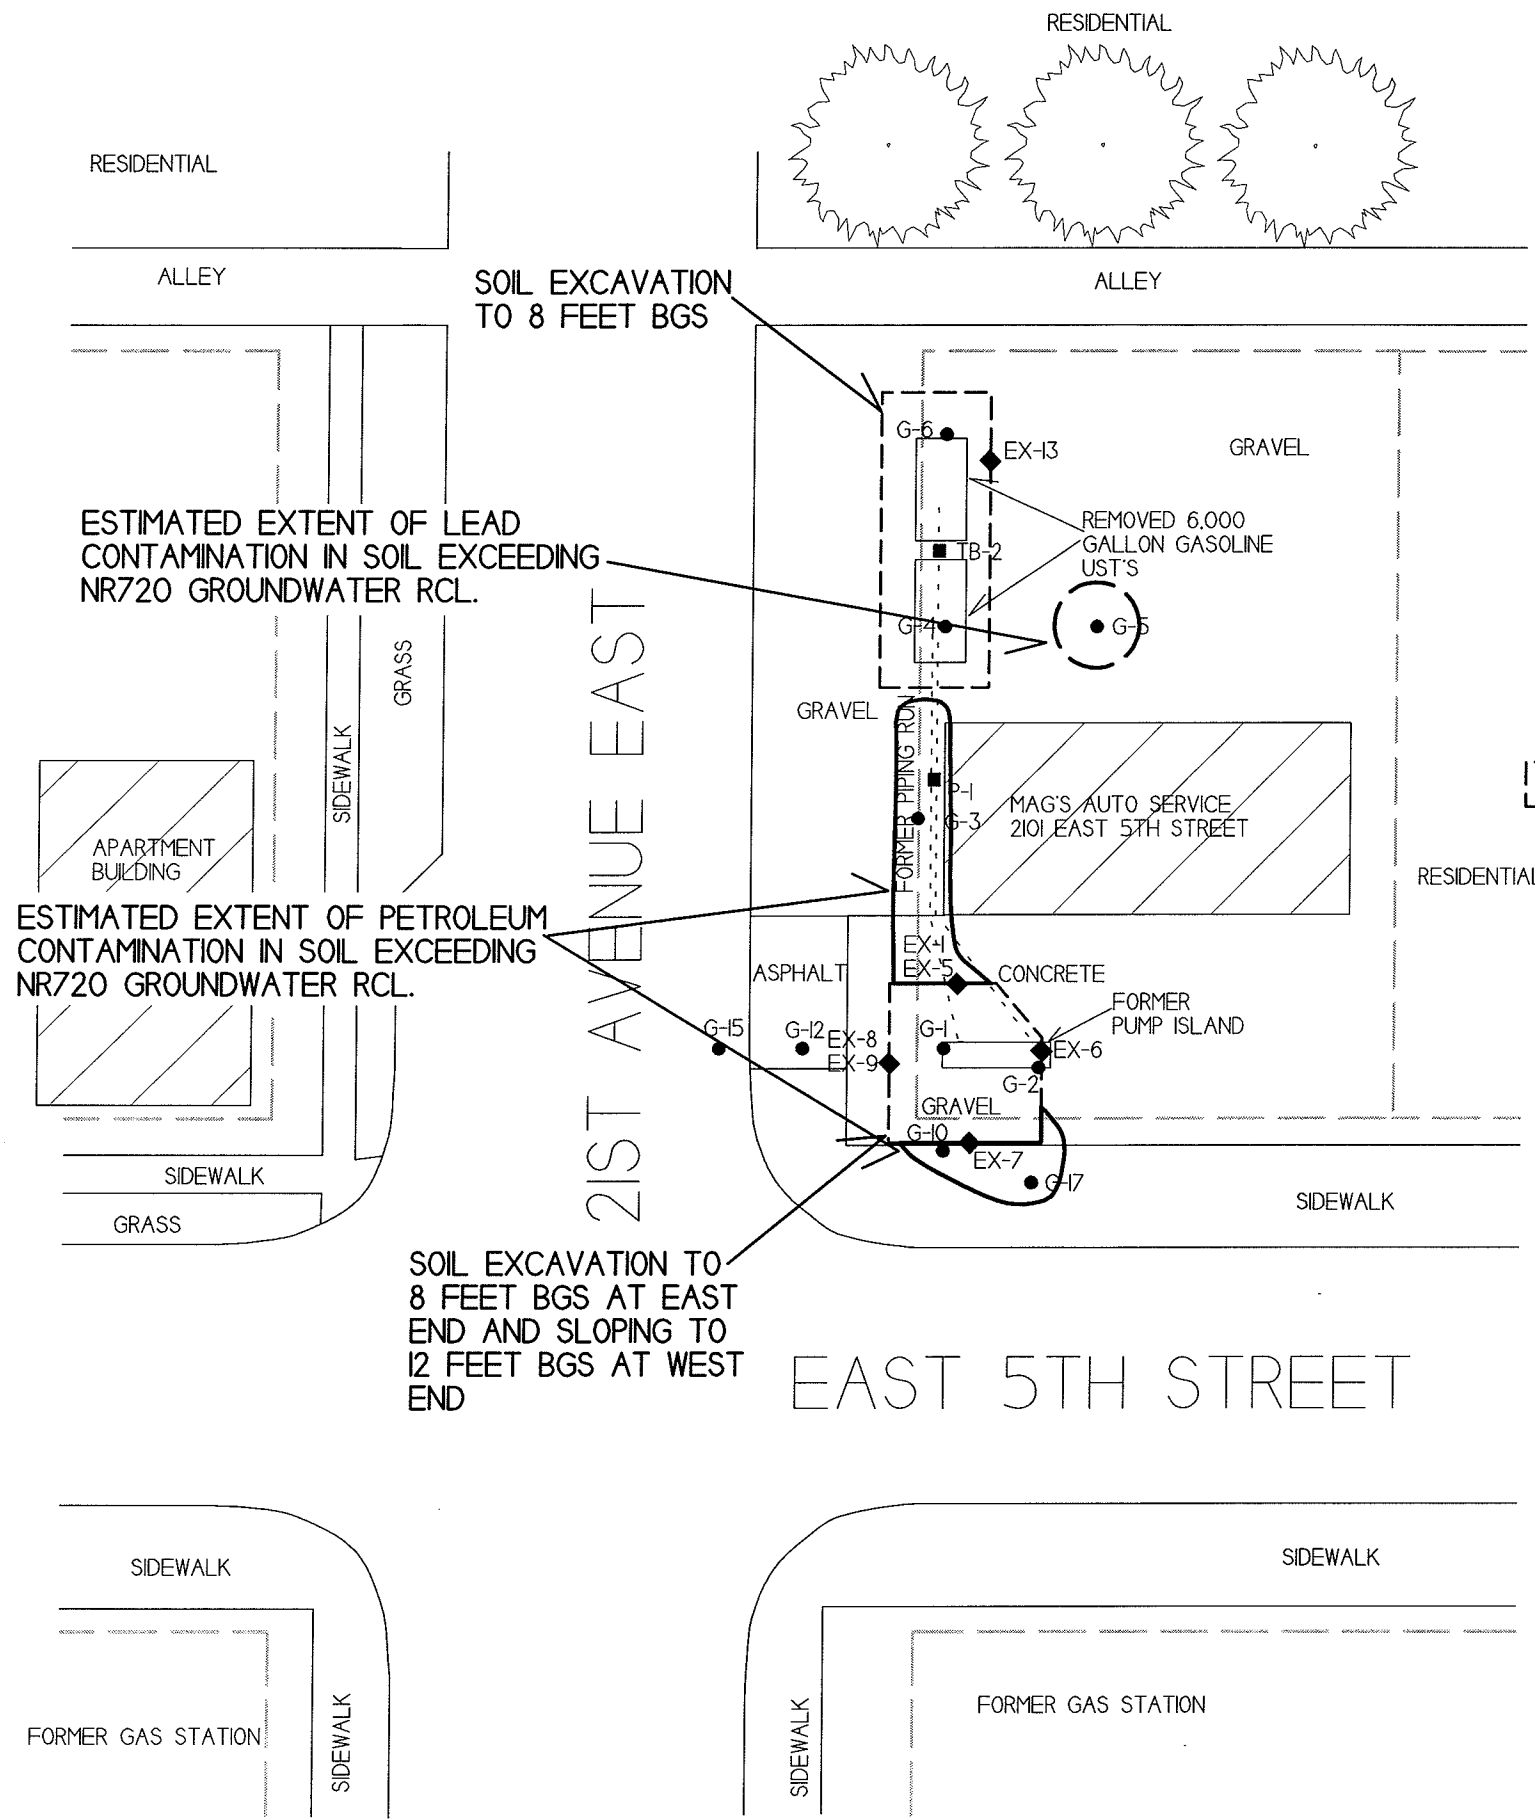 RESIDENTIAL
RESIDENTIAL
ALLEY
SOIL EXCAVATION
TO 8 FEET BGS
ALLEY
G-6
EX-13
GRAVEL
ESTIMATED EXTENT OF LEAD
CONTAMINATION IN SOIL EXCEEDING
NR720 GROUNDWATER RCL.
REMOVED 6,000
GALLON GASOLINE
UST'S
TB-2
G-4
G-5
GRASS
SIDEWALK
21ST AVENUE EAST
GRAVEL
FORMER PIPING RUN
P-1
G-3
MAG'S AUTO SERVICE
2101 EAST 5TH STREET
APARTMENT
BUILDING
RESIDENTIAL
ESTIMATED EXTENT OF PETROLEUM
CONTAMINATION IN SOIL EXCEEDING
NR720 GROUNDWATER RCL.
EX-1
EX-5
ASPHALT
CONCRETE
FORMER
PUMP ISLAND
G-15
G-12
EX-8
EX-9
G-1
EX-6
G-2
GRAVEL
G-10
EX-7
G-17
SIDEWALK
GRASS
SIDEWALK
SOIL EXCAVATION TO
8 FEET BGS AT EAST
END AND SLOPING TO
12 FEET BGS AT WEST
END
EAST 5TH STREET
SIDEWALK
SIDEWALK
SIDEWALK
SIDEWALK
FORMER GAS STATION
FORMER GAS STATION